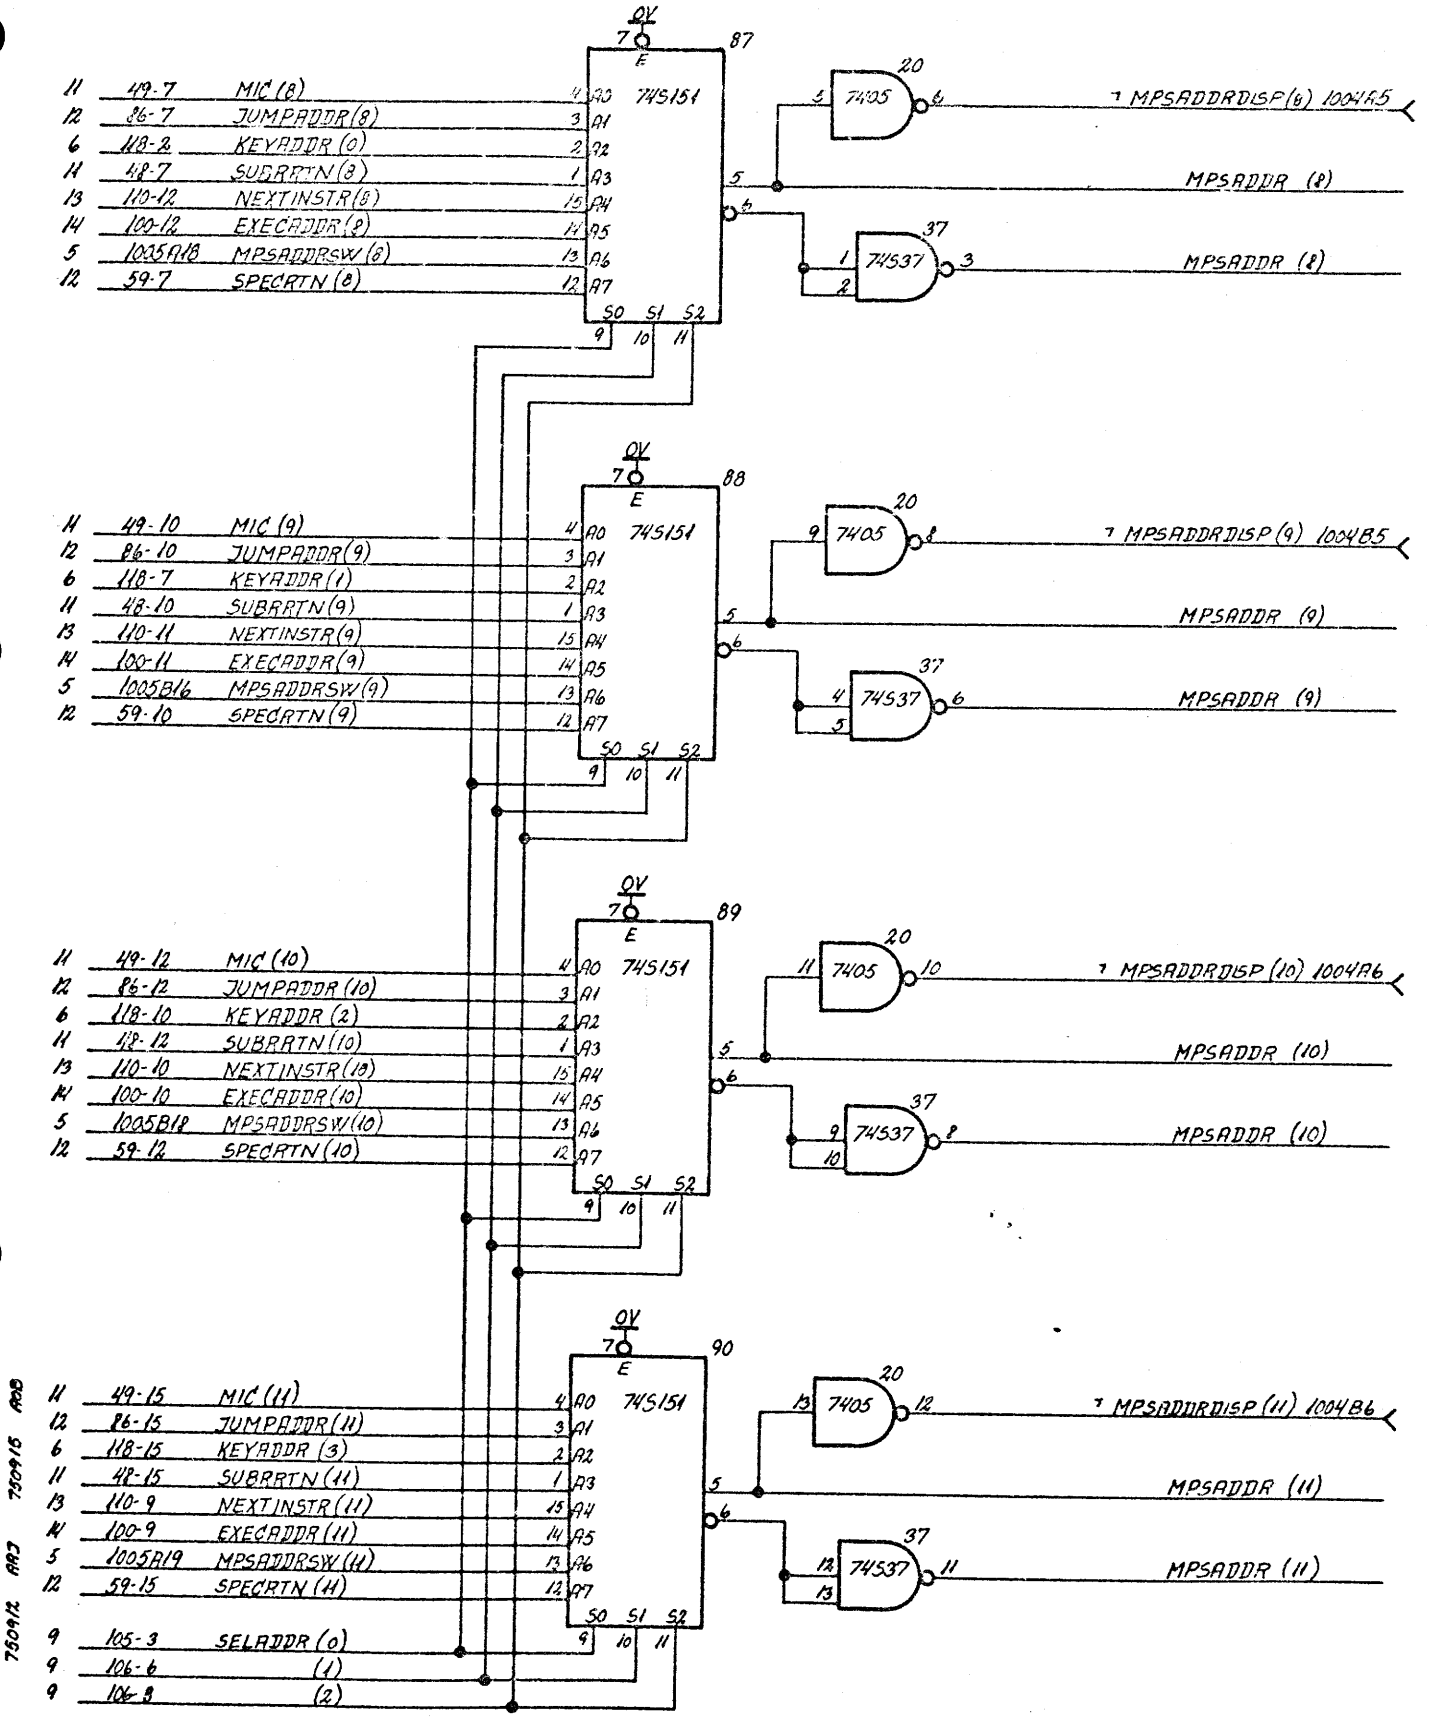 0V
7 87
E
11 49-7 MIC(8) 4 A0 74S151
12 86-7 JUMPADDR(8) 3 A1
6 118-2 KEYADDR(0) 2 A2
11 48-7 SUBRRTN(8) 1 A3
13 110-12 NEXTINSTR(8) 15 A4
14 100-12 EXECADDR(8) 14 A5
5 1005A18 MPSADDRSW(8) 13 A6
12 59-7 SPECRTN(8) 12 A7
S0 S1 S2
9 10 11
20
5 7405 6 ¬ MPSADDRDISP(8) 1004A5
5 MPSADDR (8)
6 37
1 74S37 3 MPSADDR (8)
2
0V
7 88
E
11 49-10 MIC(9) 4 A0 74S151
12 86-10 JUMPADDR(9) 3 A1
6 118-7 KEYADDR(1) 2 A2
11 48-10 SUBRRTN(9) 1 A3
13 110-11 NEXTINSTR(9) 15 A4
14 100-11 EXECADDR(9) 14 A5
5 1005B16 MPSADDRSW(9) 13 A6
12 59-10 SPECRTN(9) 12 A7
S0 S1 S2
9 10 11
20
9 7405 8 ¬ MPSADDRDISP(9) 1004B5
5 MPSADDR (9)
6 37
4 74S37 6 MPSADDR (9)
5
0V
7 89
E
11 49-12 MIC(10) 4 A0 74S151
12 86-12 JUMPADDR(10) 3 A1
6 118-10 KEYADDR(2) 2 A2
11 48-12 SUBRRTN(10) 1 A3
13 110-10 NEXTINSTR(10) 15 A4
14 100-10 EXECADDR(10) 14 A5
5 1005B18 MPSADDRSW(10) 13 A6
12 59-12 SPECRTN(10) 12 A7
S0 S1 S2
9 10 11
20
11 7405 10 ¬ MPSADDRDISP(10) 1004A6
5 MPSADDR (10)
6 37
9 74S37 8 MPSADDR (10)
10
0V
7 90
E
11 49-15 MIC(11) 4 A0 74S151
12 86-15 JUMPADDR(11) 3 A1
6 118-15 KEYADDR(3) 2 A2
11 48-15 SUBRRTN(11) 1 A3
13 110-9 NEXTINSTR(11) 15 A4
14 100-9 EXECADDR(11) 14 A5
5 1005A19 MPSADDRSW(11) 13 A6
12 59-15 SPECRTN(11) 12 A7
S0 S1 S2
9 10 11
20
13 7405 12 ¬ MPSADDRDISP(11) 1004B6
5 MPSADDR (11)
6 37
12 74S37 11 MPSADDR (11)
13
9 105-3 SELADDR(0)
9 106-6 (1)
9 (2)
750912 ARJ 750915 AOB